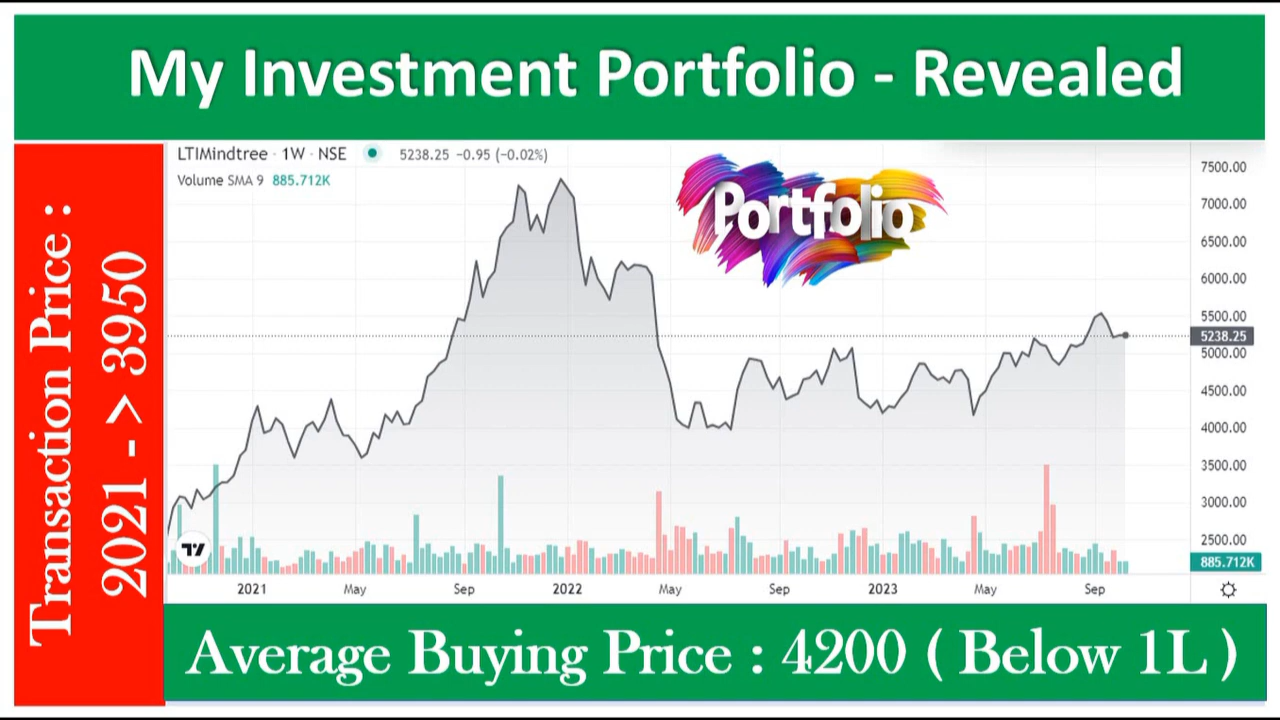 My Investment Portfolio - Revealed
Transaction Price :
2021 - > 3950
LTIMindtree · 1W · NSE 5238.25 −0.95 (−0.02%)
Volume SMA 9 885.712K
Portfolio
7500.00
7000.00
6500.00
6000.00
5500.00
5238.25
5000.00
4500.00
4000.00
3500.00
3000.00
2500.00
885.712K
2021 May Sep 2022 May Sep 2023 May Sep
Average Buying Price : 4200 ( Below 1L )